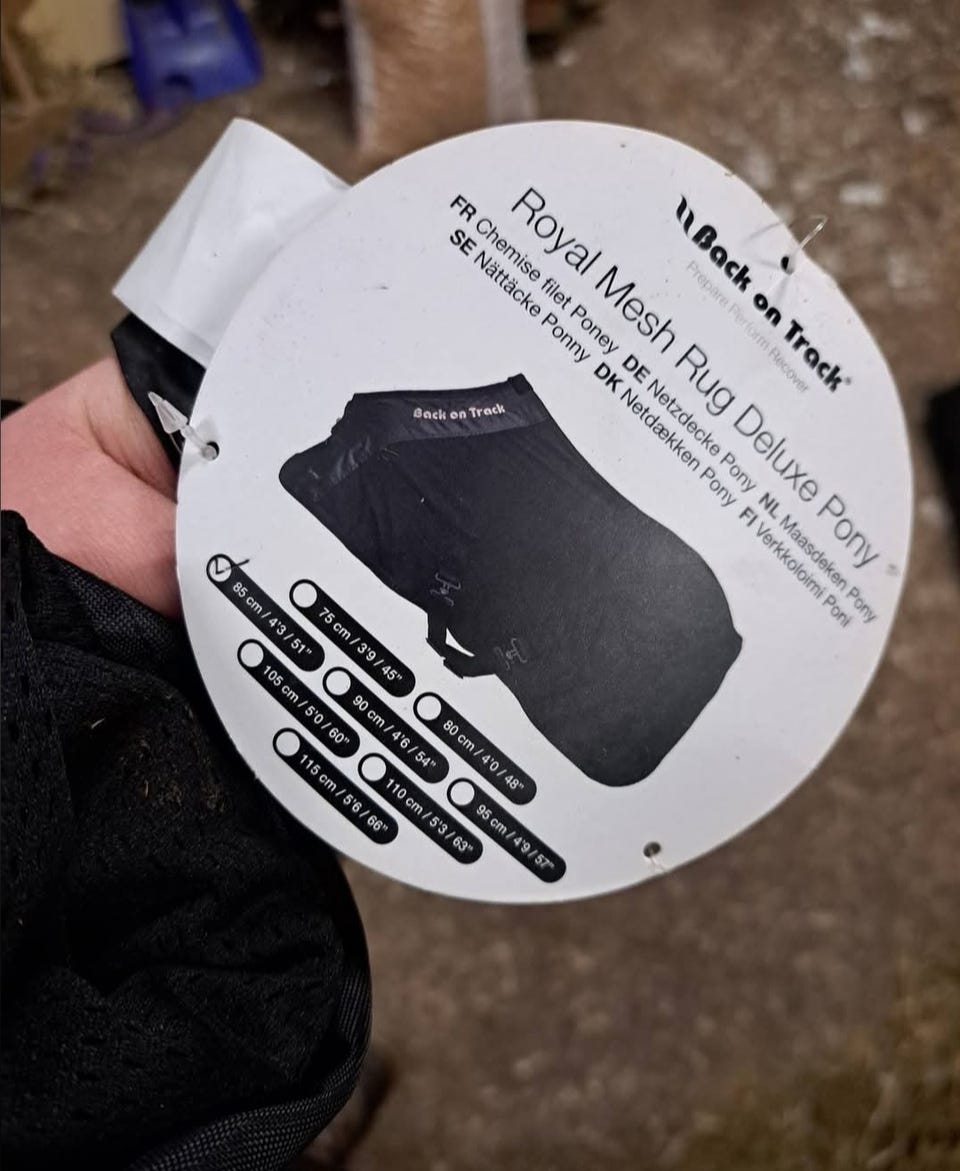 Back on Track®
Prepare Perform Recover
Royal Mesh Rug Deluxe Pony
FR Chemise filet Poney DE Netzdecke Pony NL Maasdeken Pony
SE Nättäcke Ponny DK Netdækken Pony FI Verkkoloimi Poni
Back on Track
75 cm / 3'9 / 45"
80 cm / 4'0 / 48"
85 cm / 4'3 / 51"
90 cm / 4'6 / 54"
95 cm / 4'9 / 57"
105 cm / 5'0 / 60"
110 cm / 5'3 / 63"
115 cm / 5'6 / 66"